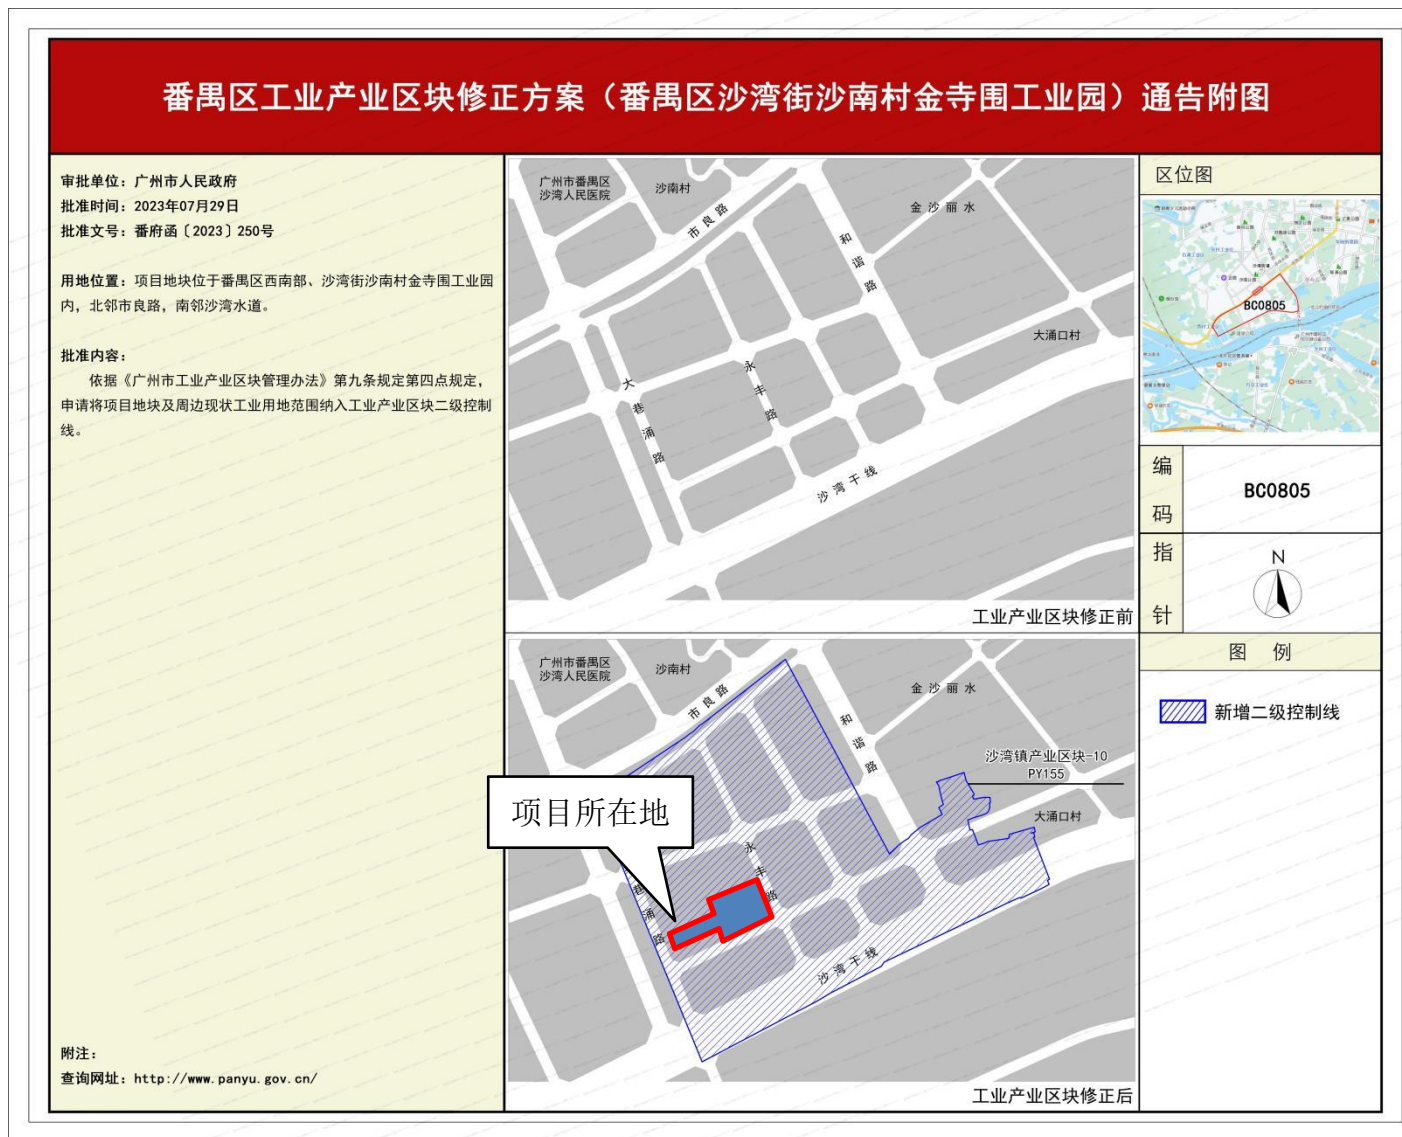 番禺区工业产业区块修正方案（番禺区沙湾街沙南村金寺围工业园）通告附图
审批单位：广州市人民政府
批准时间：2023年07月29日
批准文号：番府函〔2023〕250号
用地位置：项目地块位于番禺区西南部、沙湾街沙南村金寺围工业园
内，北邻市良路，南邻沙湾水道。
批准内容：
依据《广州市工业产业区块管理办法》第九条规定第四点规定，
申请将项目地块及周边现状工业用地范围纳入工业产业区块二级控制
线。
附注：
查询网址：http://www.panyu.gov.cn/
广州市番禺区
沙湾人民医院
沙南村
市良路
金沙丽水
和谐路
大涌口村
永丰路
大巷涌路
沙湾干线
工业产业区块修正前
广州市番禺区
沙湾人民医院
沙南村
市良路
金沙丽水
和谐路
沙湾镇产业区块-10
PY155
大涌口村
项目所在地
永丰路
巷涌路
沙湾干线
工业产业区块修正后
区位图
BC0805
编码
BC0805
指针
N
图例
新增二级控制线